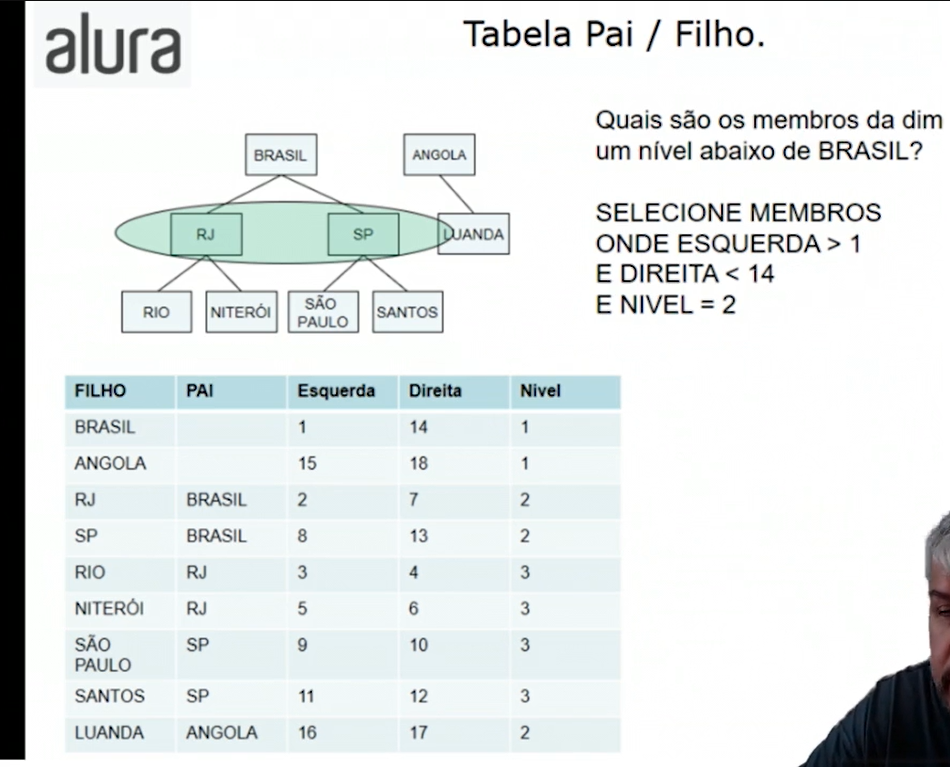 alura
Tabela Pai / Filho.
BRASIL
ANGOLA
RJ
SP
LUANDA
RIO
NITERÓI
SÃO
PAULO
SANTOS
Quais são os membros da dim
um nível abaixo de BRASIL?
SELECIONE MEMBROS
ONDE ESQUERDA > 1
E DIREITA < 14
E NIVEL = 2
FILHO PAI Esquerda Direita Nivel
BRASIL 1 14 1
ANGOLA 15 18 1
RJ BRASIL 2 7 2
SP BRASIL 8 13 2
RIO RJ 3 4 3
NITERÓI RJ 5 6 3
SÃO PAULO SP 9 10 3
SANTOS SP 11 12 3
LUANDA ANGOLA 16 17 2